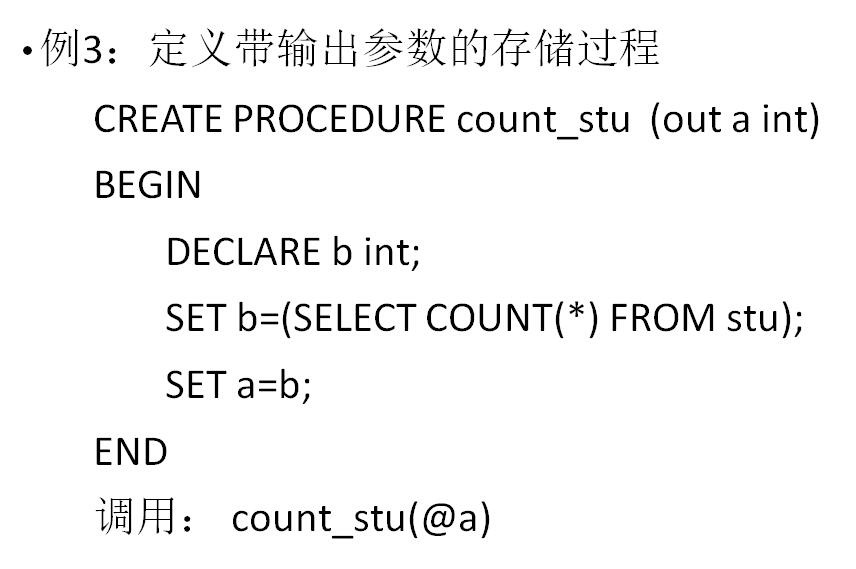 •例3：定义带输出参数的存储过程
CREATE PROCEDURE count_stu (out a int)
BEGIN
DECLARE b int;
SET b=(SELECT COUNT(*) FROM stu);
SET a=b;
END
调用： count_stu(@a)